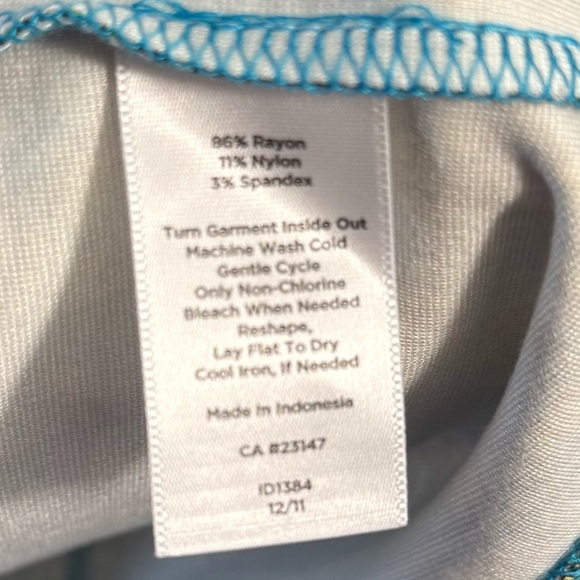 86% Rayon
11% Nylon
3% Spandex
Turn Garment Inside Out
Machine Wash Cold
Gentle Cycle
Only Non-Chlorine
Bleach When Needed
Reshape,
Lay Flat To Dry
Cool Iron, If Needed
Made In Indonesia
CA #23147
ID1384
12/11